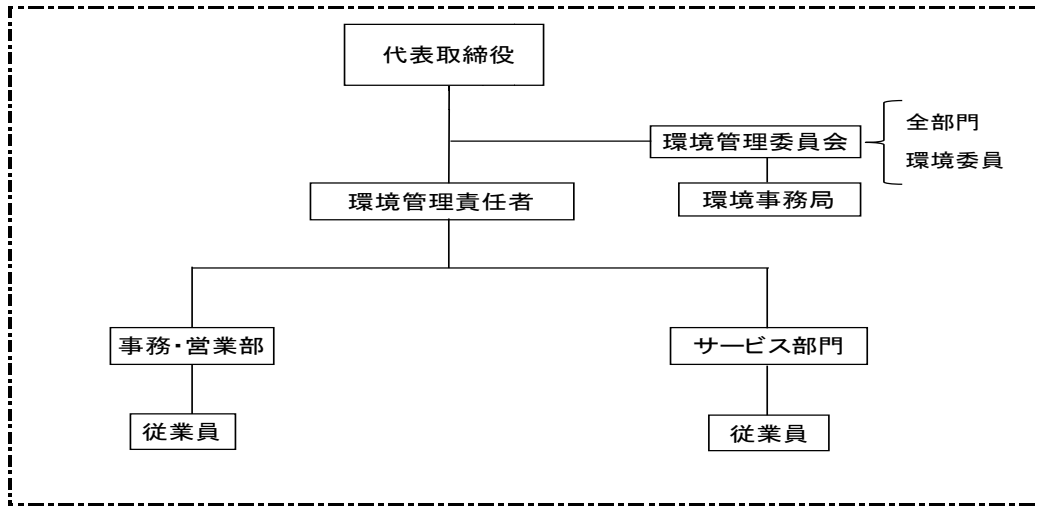 代表取締役
環境管理委員会
全部門
環境委員
環境管理責任者
環境事務局
事務・営業部
サービス部門
従業員
従業員